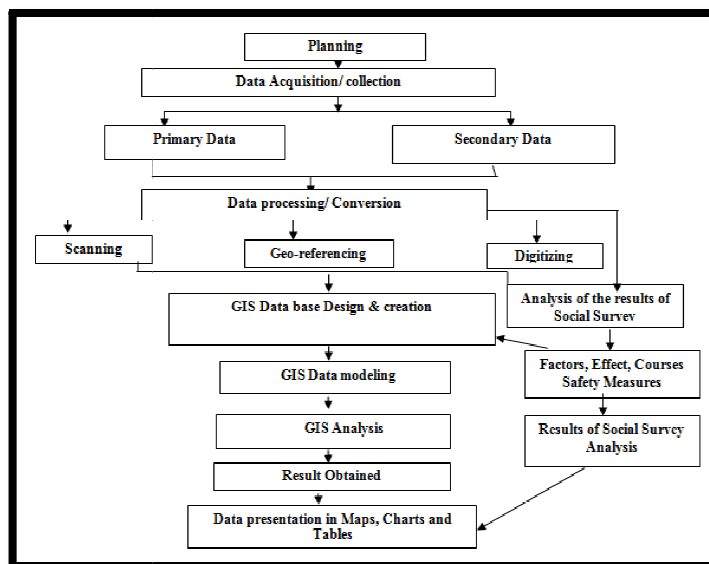 Planning
Data Acquisition/ collection
Primary Data
Secondary Data
Data processing/ Conversion
Scanning
Geo-referencing
Digitizing
GIS Data base Design & creation
Analysis of the results of
Social Survey
GIS Data modeling
Factors, Effect, Courses
Safety Measures
GIS Analysis
Results of Social Survey
Analysis
Result Obtained
Data presentation in Maps, Charts and
Tables